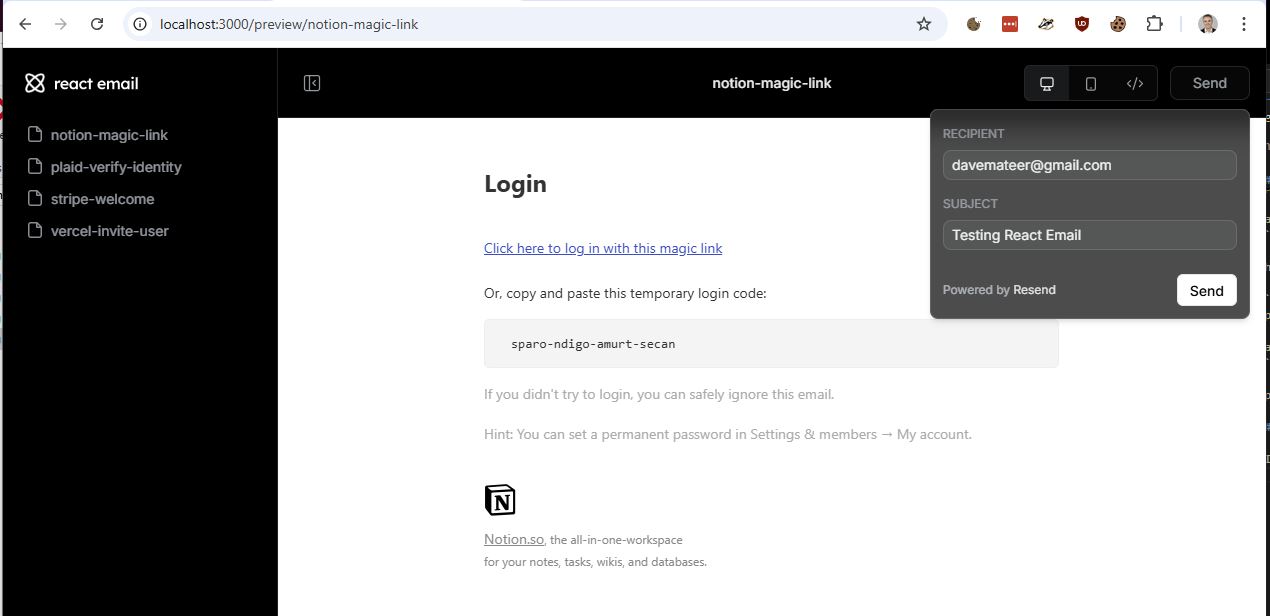 localhost:3000/preview/notion-magic-link
react email
notion-magic-link
plaid-verify-identity
stripe-welcome
vercel-invite-user
notion-magic-link
</>
Send
RECIPIENT
davemateer@gmail.com
SUBJECT
Testing React Email
Powered by Resend
Send
Login
Click here to log in with this magic link
Or, copy and paste this temporary login code:
sparo-ndigo-amurt-secan
If you didn't try to login, you can safely ignore this email.
Hint: You can set a permanent password in Settings & members → My account.
N
Notion.so, the all-in-one-workspace
for your notes, tasks, wikis, and databases.